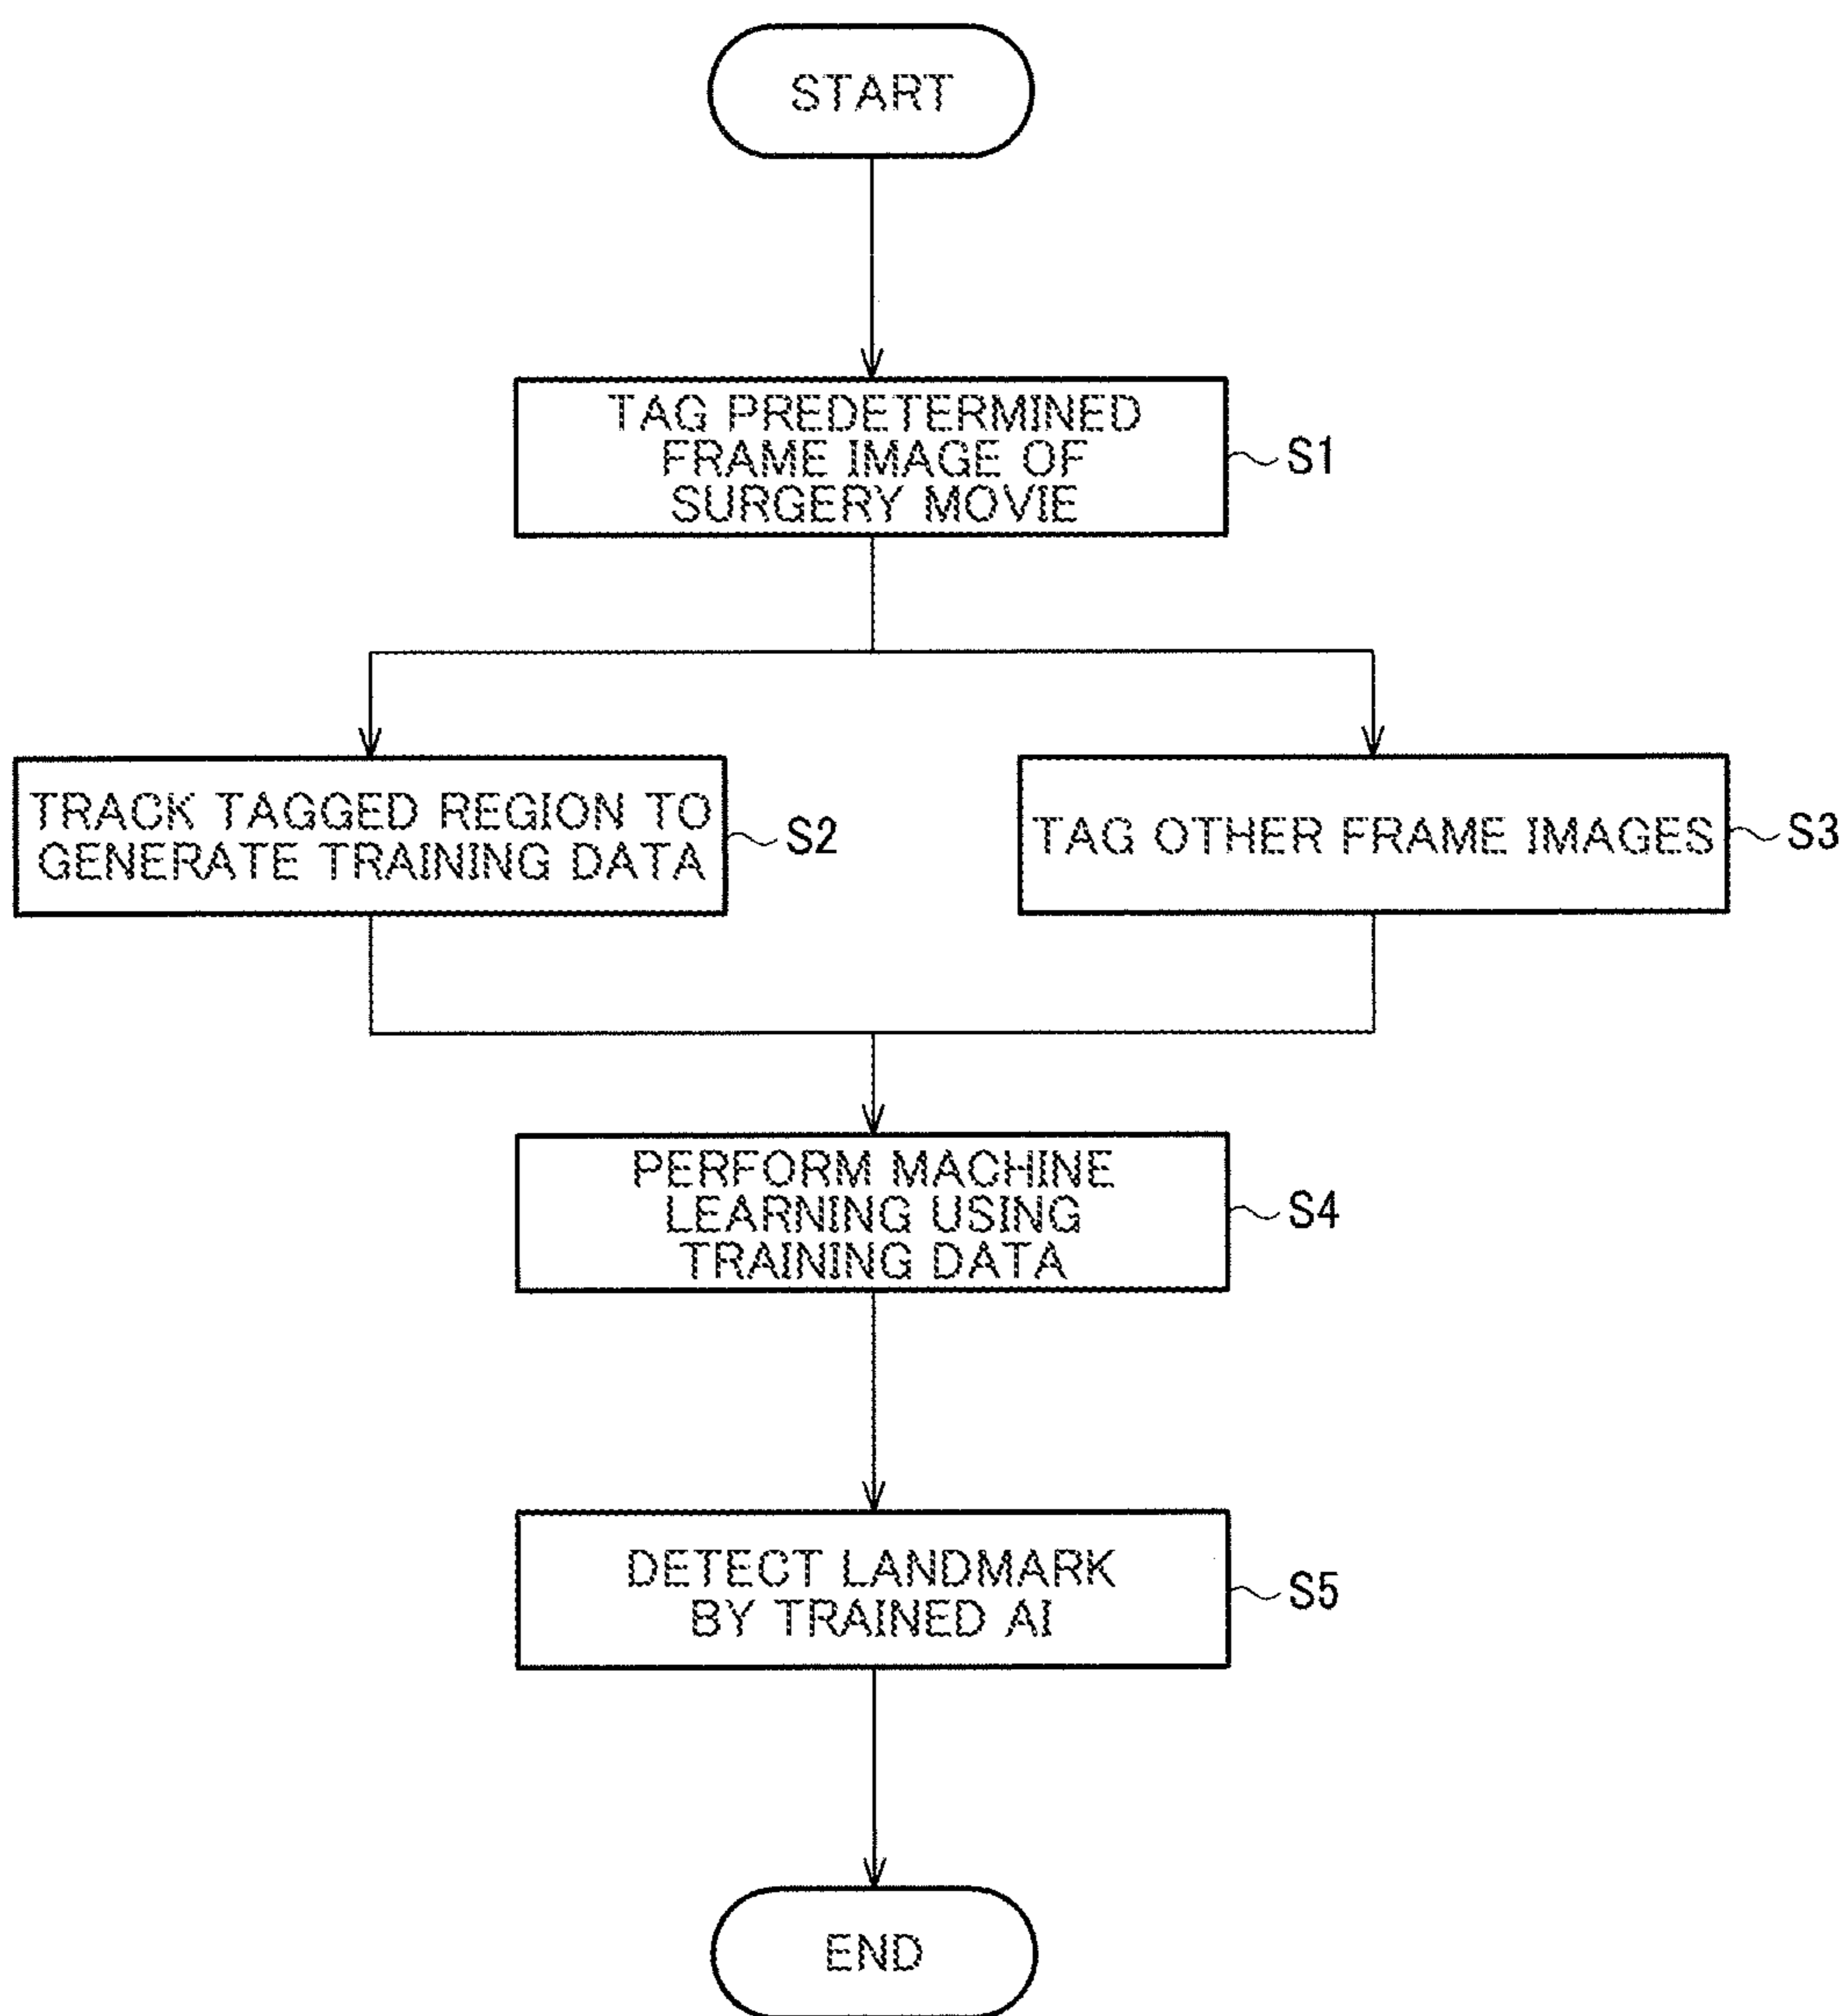 START
TAG PREDETERMINED
FRAME IMAGE OF
SURGERY MOVIE
S1
TRACK TAGGED REGION TO
GENERATE TRAINING DATA
S2
TAG OTHER FRAME IMAGES
S3
PERFORM MACHINE
LEARNING USING
TRAINING DATA
S4
DETECT LANDMARK
BY TRAINED AI
S5
END